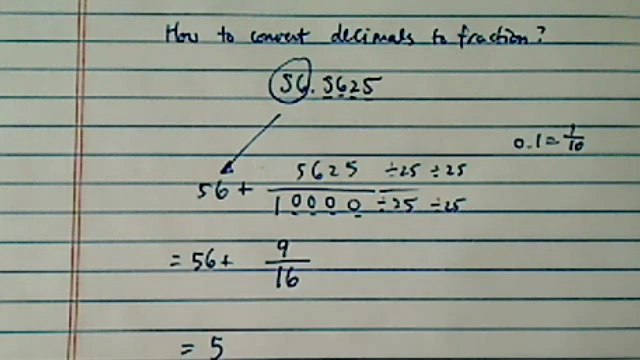 How to convert decimals to fraction?
56.5625
0.1 = 1/10
56 + 5625/10000 ÷25/÷25 ÷25/÷25
= 56 + 9/16
= 5